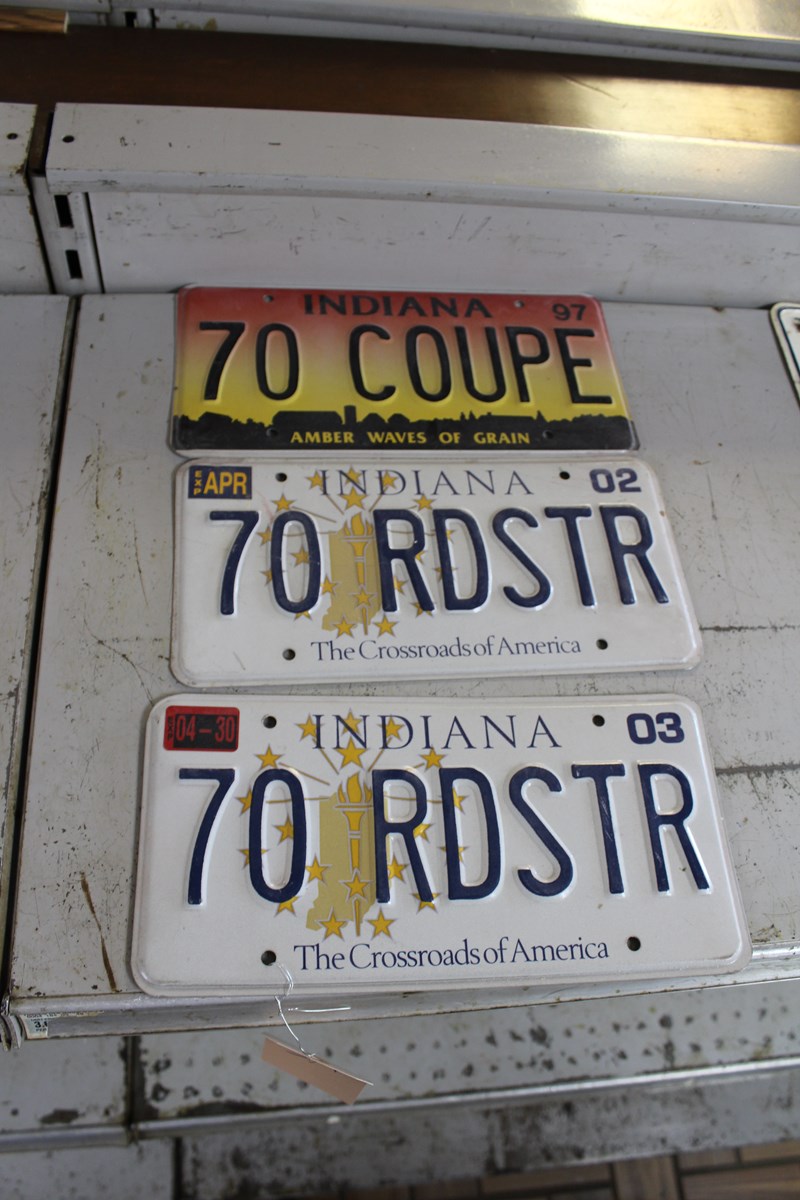 INDIANA 97
70 COUPE
AMBER WAVES OF GRAIN
EXP APR INDIANA 02
70 RDSTR
The Crossroads of America
04-30 INDIANA 03
70 RDSTR
The Crossroads of America